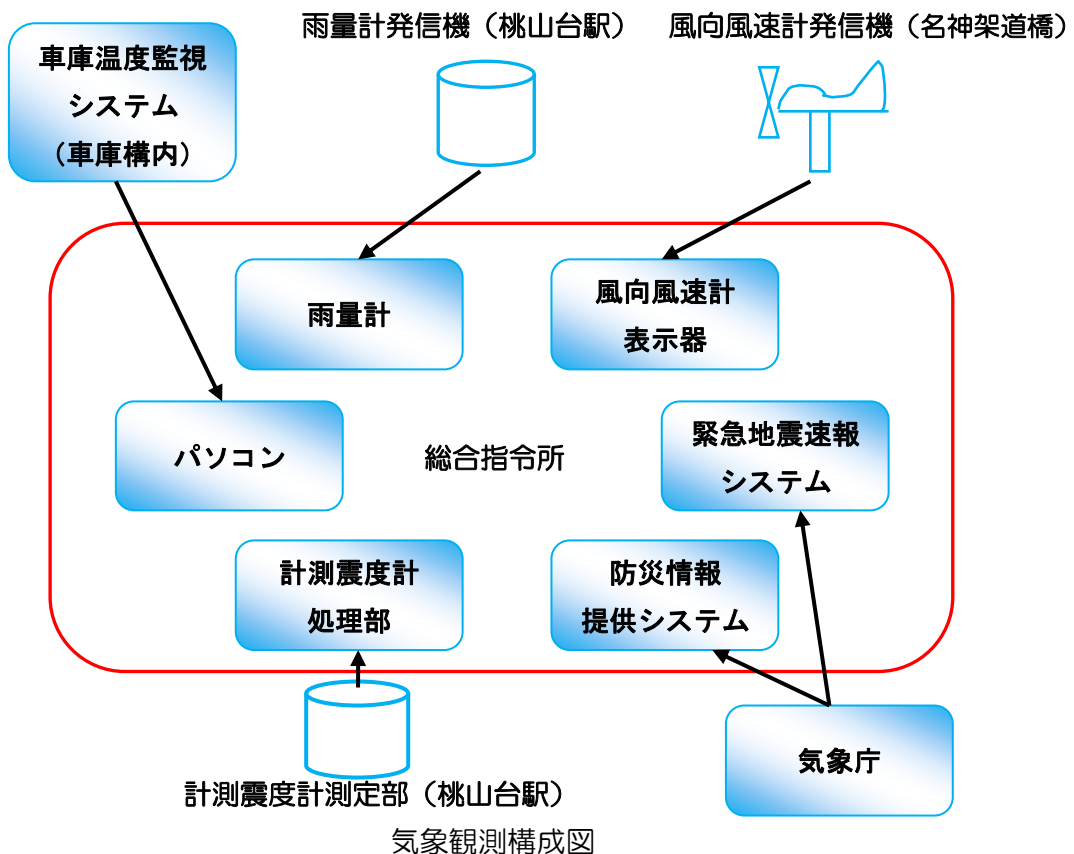 雨量計発信機（桃山台駅）
風向風速計発信機（名神架道橋）
車庫温度監視
システム
（車庫構内）
雨量計
風向風速計
表示器
パソコン
総合指令所
緊急地震速報
システム
計測震度計
処理部
防災情報
提供システム
気象庁
計測震度計測定部（桃山台駅）
気象観測構成図